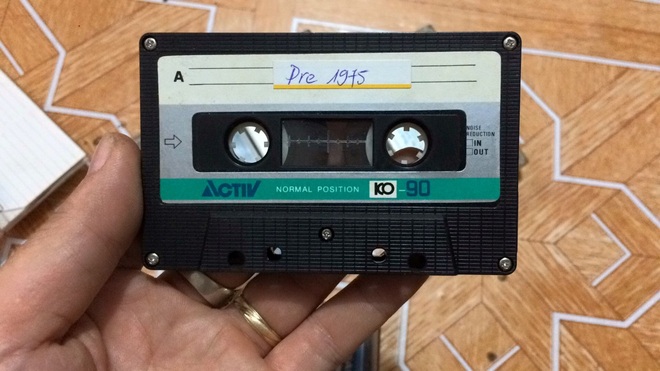 A
Pre 1975
NOISE
REDUCTION
IN
OUT
ACTIV NORMAL POSITION KO-90